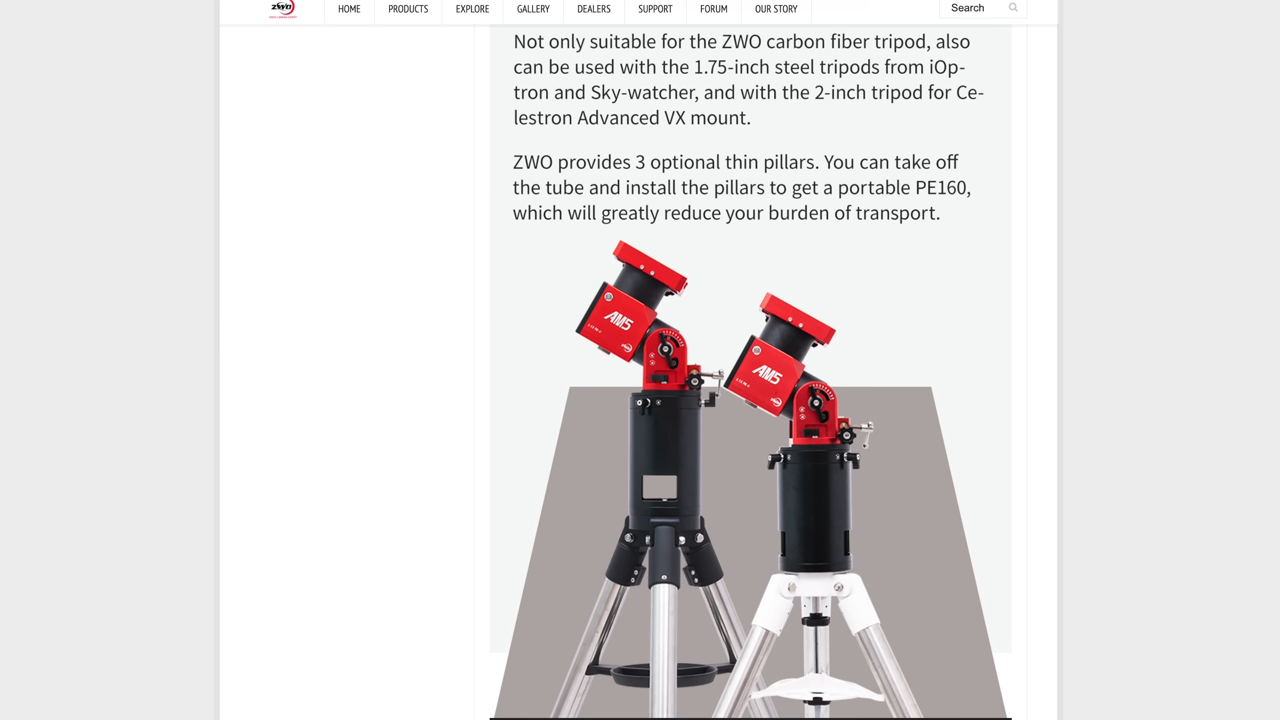 ZWO
HOME
PRODUCTS
EXPLORE
GALLERY
DEALERS
SUPPORT
FORUM
OUR STORY
Search
Not only suitable for the ZWO carbon fiber tripod, also
can be used with the 1.75-inch steel tripods from iOp-
tron and Sky-watcher, and with the 2-inch tripod for Ce-
lestron Advanced VX mount.
ZWO provides 3 optional thin pillars. You can take off
the tube and install the pillars to get a portable PE160,
which will greatly reduce your burden of transport.
AM5
AM5